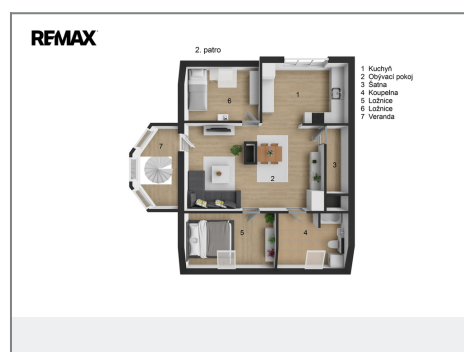 RE/MAX
2. patro
1 Kuchyň
2 Obývací pokoj
3 Šatna
4 Koupelna
5 Ložnice
6 Ložnice
7 Veranda
6
1
7
3
2
5
4